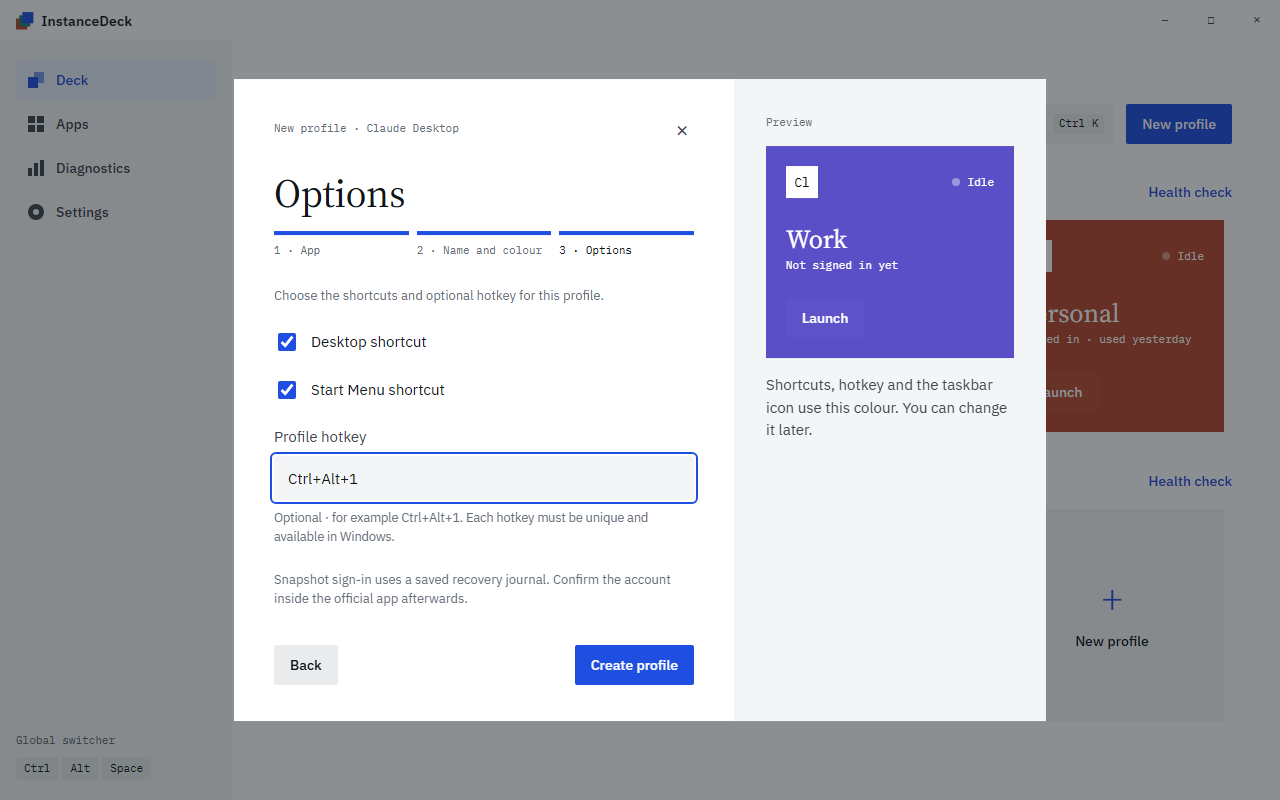 InstanceDeck
Deck
Apps
Diagnostics
Settings
Global switcher
Ctrl Alt Space
New profile · Claude Desktop
Options
1 · App
2 · Name and colour
3 · Options
Choose the shortcuts and optional hotkey for this profile.
Desktop shortcut
Start Menu shortcut
Profile hotkey
Ctrl+Alt+1
Optional · for example Ctrl+Alt+1. Each hotkey must be unique and
available in Windows.
Snapshot sign-in uses a saved recovery journal. Confirm the account
inside the official app afterwards.
Back
Create profile
Preview
Cl
Idle
Work
Not signed in yet
Launch
Shortcuts, hotkey and the taskbar
icon use this colour. You can change
it later.
Ctrl K
New profile
Health check
Idle
rsonal
ed in · used yesterday
aunch
Health check
New profile